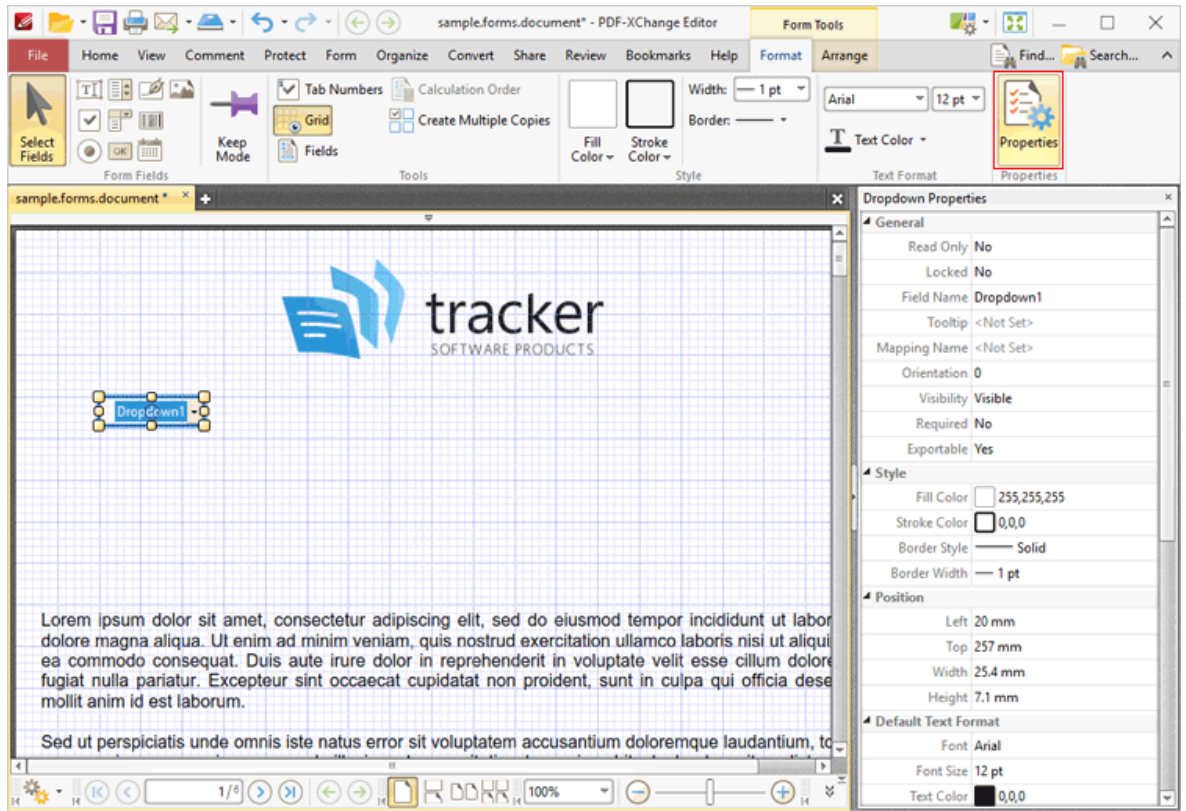 sample.forms.document* - PDF-XChange Editor
Form Tools
File Home View Comment Protect Form Organize Convert Share Review Bookmarks Help Format Arrange Find... Search...
Select Fields
OK
Form Fields
Keep Mode
Tab Numbers
Grid
Fields
Calculation Order
Create Multiple Copies
Tools
Fill Color
Stroke Color
Width: 1 pt
Border:
Style
Arial 12 pt
T Text Color
Text Format
Properties
Properties
sample.forms.document *
Dropdown Properties
tracker
SOFTWARE PRODUCTS
Dropdown1
Lorem ipsum dolor sit amet, consectetur adipiscing elit, sed do eiusmod tempor incididunt ut labor
dolore magna aliqua. Ut enim ad minim veniam, quis nostrud exercitation ullamco laboris nisi ut aliqui
ea commodo consequat. Duis aute irure dolor in reprehenderit in voluptate velit esse cillum dolore
fugiat nulla pariatur. Excepteur sint occaecat cupidatat non proident, sunt in culpa qui officia dese
mollit anim id est laborum.
Sed ut perspiciatis unde omnis iste natus error sit voluptatem accusantium doloremque laudantium, to
General
Read Only No
Locked No
Field Name Dropdown1
Tooltip <Not Set>
Mapping Name <Not Set>
Orientation 0
Visibility Visible
Required No
Exportable Yes
Style
Fill Color 255,255,255
Stroke Color 0,0,0
Border Style Solid
Border Width 1 pt
Position
Left 20 mm
Top 257 mm
Width 25.4 mm
Height 7.1 mm
Default Text Format
Font Arial
Font Size 12 pt
Text Color 0,0,0
1/6
100%